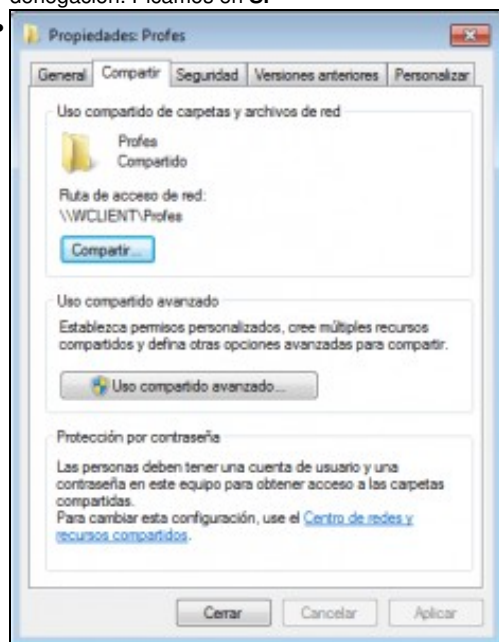 denegación. Picamos en
Propiedades: Profes
General Compartir Seguridad Versiones anteriores Personalizar
Uso compartido de carpetas y archivos de red
Profes
Compartido
Ruta de acceso de red:
\\WCLIENT\Profes
Compartir...
Uso compartido avanzado
Establezca permisos personalizados, cree múltiples recursos
compartidos y defina otras opciones avanzadas para compartir.
Uso compartido avanzado...
Protección por contraseña
Las personas deben tener una cuenta de usuario y una
contraseña en este equipo para obtener acceso a las carpetas
compartidas.
Para cambiar esta configuración, use el Centro de redes y
recursos compartidos.
Cerrar Cancelar Aplicar